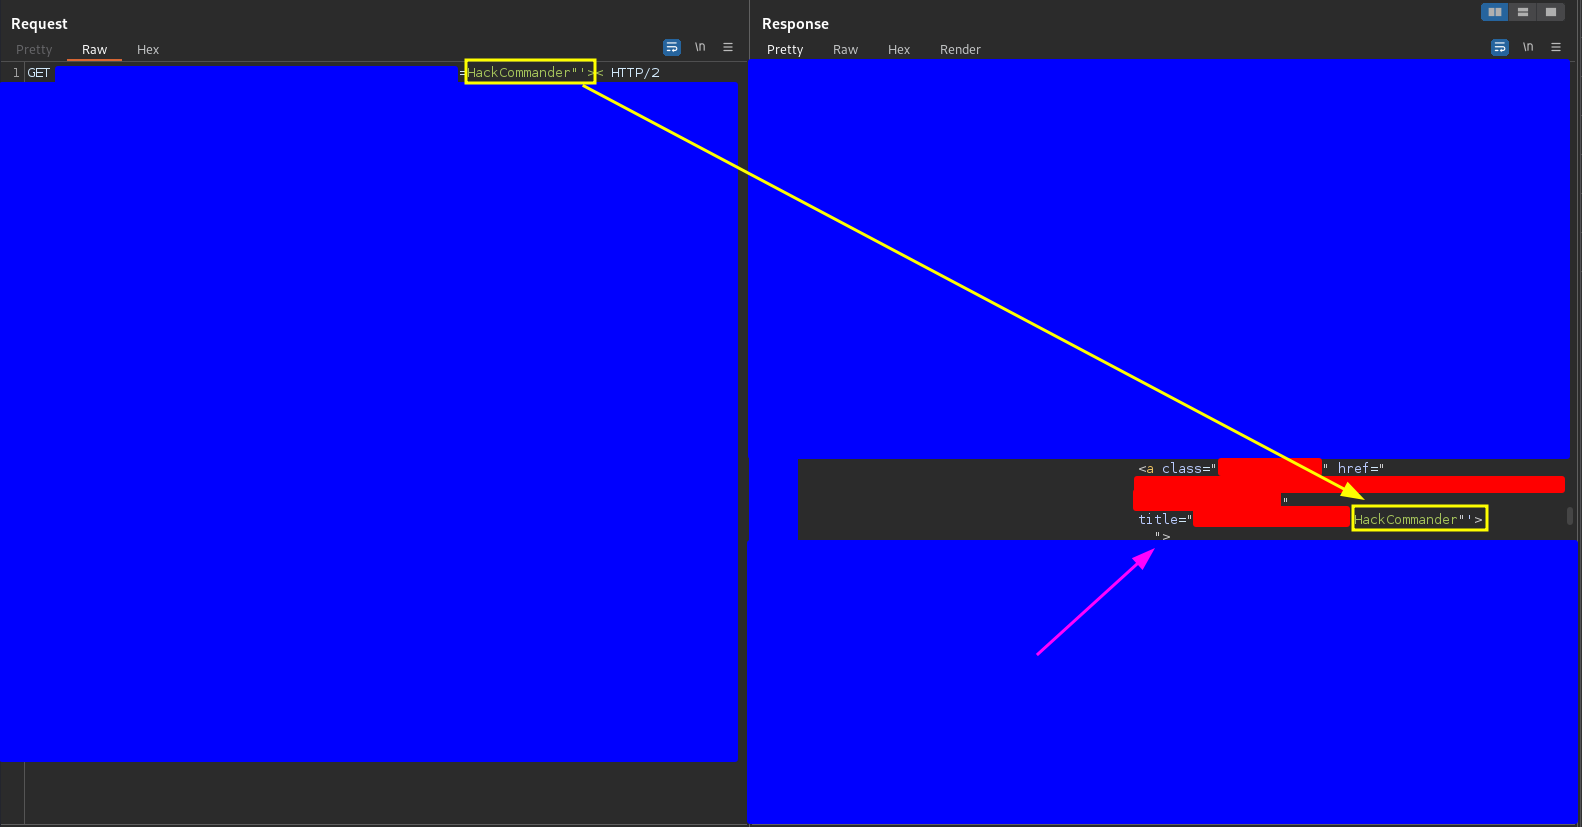 Request
Pretty Raw Hex \n
1 GET =HackCommander"'>< HTTP/2
Response
Pretty Raw Hex Render \n
<a class=" " href="
"
title=" HackCommander"'>
">